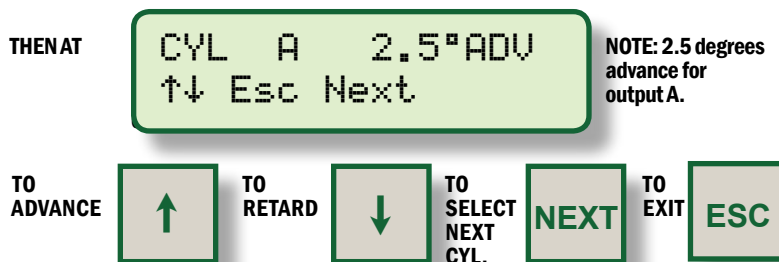 THEN AT
CYL A 2.5°ADV
↑↓ Esc Next
NOTE: 2.5 degrees
advance for
output A.
TO
ADVANCE
↑
TO
RETARD
↓
TO
SELECT
NEXT
CYL.
NEXT
TO
EXIT
ESC